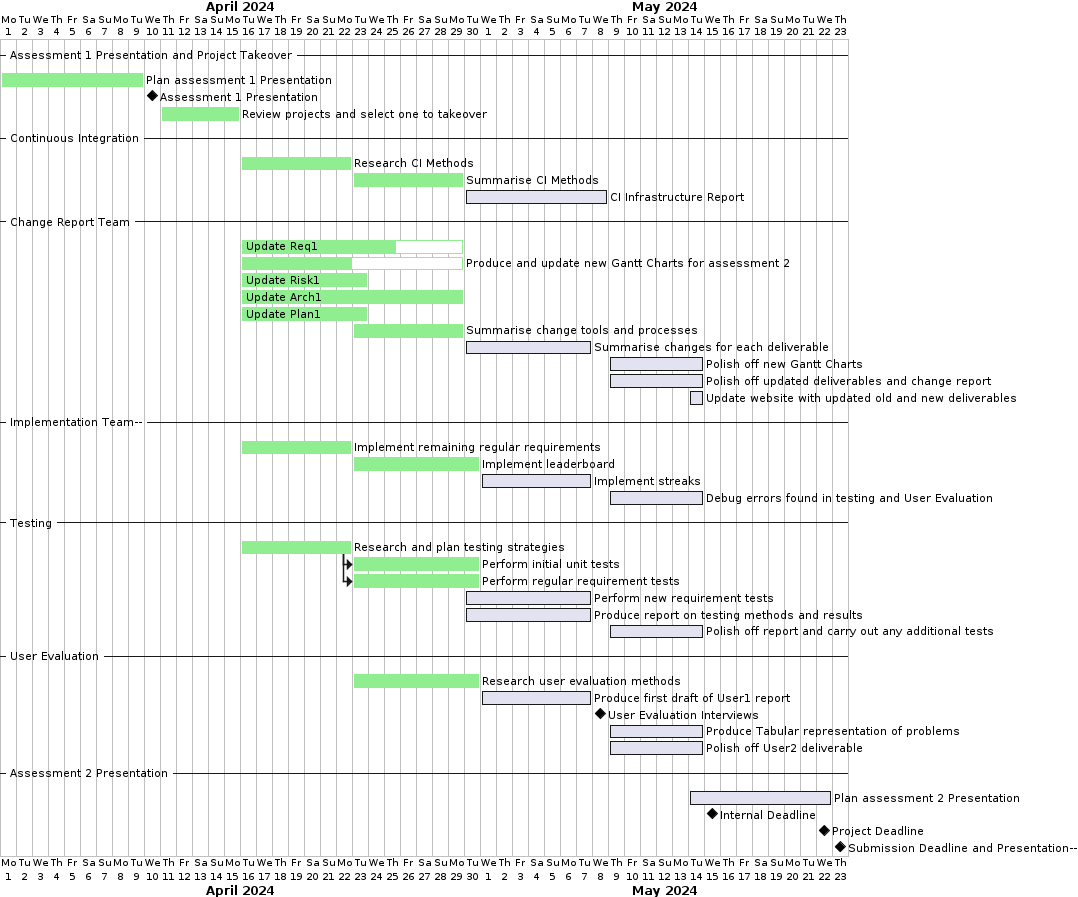 April 2024 May 2024
Mo Tu We Th Fr Sa Su Mo Tu We Th Fr Sa Su Mo Tu We Th Fr Sa Su Mo Tu We Th Fr Sa Su Mo Tu We Th Fr Sa Su Mo Tu We Th Fr Sa Su Mo Tu We Th Fr Sa Su Mo Tu We Th
1 2 3 4 5 6 7 8 9 10 11 12 13 14 15 16 17 18 19 20 21 22 23 24 25 26 27 28 29 30 1 2 3 4 5 6 7 8 9 10 11 12 13 14 15 16 17 18 19 20 21 22 23
Assessment 1 Presentation and Project Takeover
Plan assessment 1 Presentation
Assessment 1 Presentation
Review projects and select one to takeover
Continuous Integration
Research CI Methods
Summarise CI Methods
CI Infrastructure Report
Change Report Team
Update Req1
Produce and update new Gantt Charts for assessment 2
Update Risk1
Update Arch1
Update Plan1
Summarise change tools and processes
Summarise changes for each deliverable
Polish off new Gantt Charts
Polish off updated deliverables and change report
Update website with updated old and new deliverables
Implementation Team--
Implement remaining regular requirements
Implement leaderboard
Implement streaks
Debug errors found in testing and User Evaluation
Testing
Research and plan testing strategies
Perform initial unit tests
Perform regular requirement tests
Perform new requirement tests
Produce report on testing methods and results
Polish off report and carry out any additional tests
User Evaluation
Research user evaluation methods
Produce first draft of User1 report
User Evaluation Interviews
Produce Tabular representation of problems
Polish off User2 deliverable
Assessment 2 Presentation
Plan assessment 2 Presentation
Internal Deadline
Project Deadline
Submission Deadline and Presentation--
Mo Tu We Th Fr Sa Su Mo Tu We Th Fr Sa Su Mo Tu We Th Fr Sa Su Mo Tu We Th Fr Sa Su Mo Tu We Th Fr Sa Su Mo Tu We Th Fr Sa Su Mo Tu We Th Fr Sa Su Mo Tu We Th
1 2 3 4 5 6 7 8 9 10 11 12 13 14 15 16 17 18 19 20 21 22 23 24 25 26 27 28 29 30 1 2 3 4 5 6 7 8 9 10 11 12 13 14 15 16 17 18 19 20 21 22 23
April 2024 May 2024